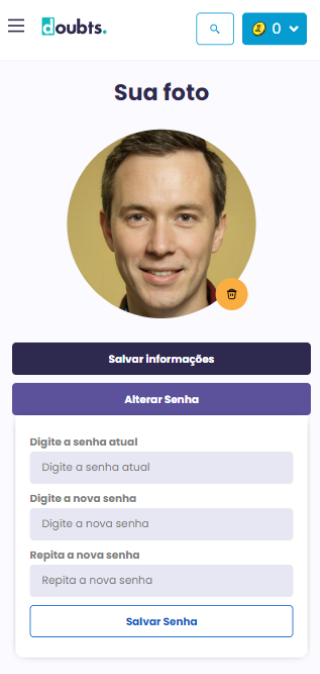 doubts.
0
Sua foto
Salvar informações
Alterar Senha
Digite a senha atual
Digite a senha atual
Digite a nova senha
Digite a nova senha
Repita a nova senha
Repita a nova senha
Salvar Senha